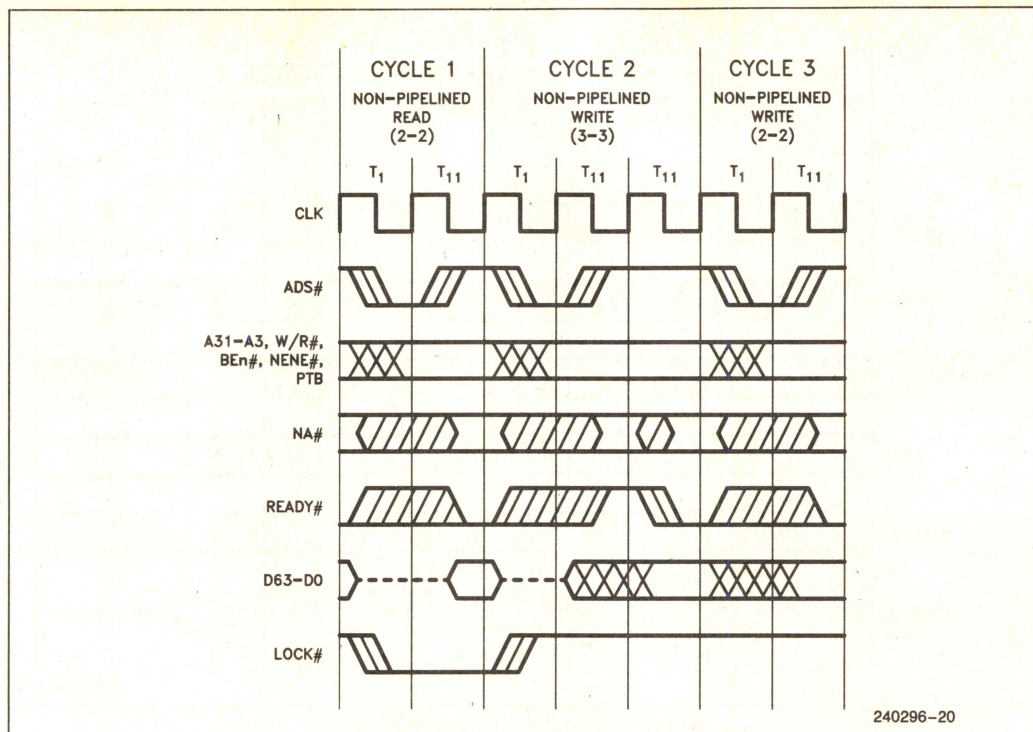 CYCLE 1 CYCLE 2 CYCLE 3
NON-PIPELINED NON-PIPELINED NON-PIPELINED
READ WRITE WRITE
(2-2) (3-3) (2-2)
T1 T11 T1 T11 T11 T1 T11
CLK
ADS#
A31-A3, W/R#,
BEn#, NENE#,
PTB
NA#
READY#
D63-D0
LOCK#
240296-20